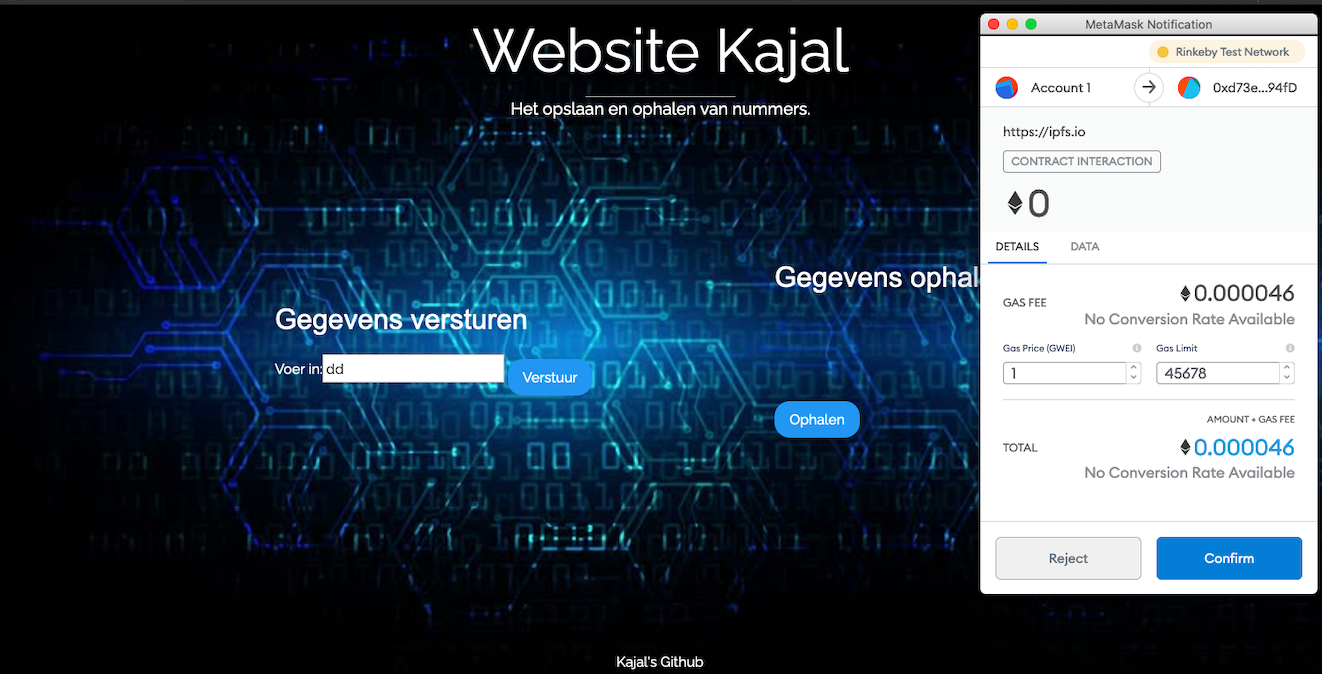 Website Kajal
Het opslaan en ophalen van nummers.
Gegevens versturen
Voer in:
dd
Verstuur
Gegevens ophal
Ophalen
Kajal's Github
MetaMask Notification
Rinkeby Test Network
Account 1
0xd73e...94fD
https://ipfs.io
CONTRACT INTERACTION
0
DETAILS DATA
GAS FEE
0.000046
No Conversion Rate Available
Gas Price (GWEI) Gas Limit
1 45678
AMOUNT + GAS FEE
TOTAL
0.000046
No Conversion Rate Available
Reject Confirm